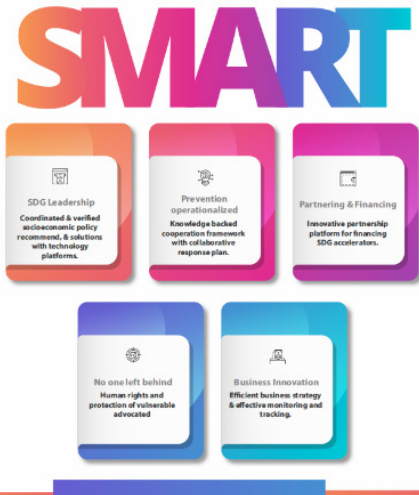 SMART
SDG Leadership
Coordinated & verified
socioeconomic policy
recommend, & solutions
with technology
platforms.
Prevention
operationalized
Knowledge backed
cooperation framework
with collaborative
response plan.
Partnering & Financing
Innovative partnership
platform for financing
SDG accelerators.
No one left behind
Human rights and
protection of vulnerable
advocated
Business Innovation
Efficient business strategy
& effective monitoring and
tracking.